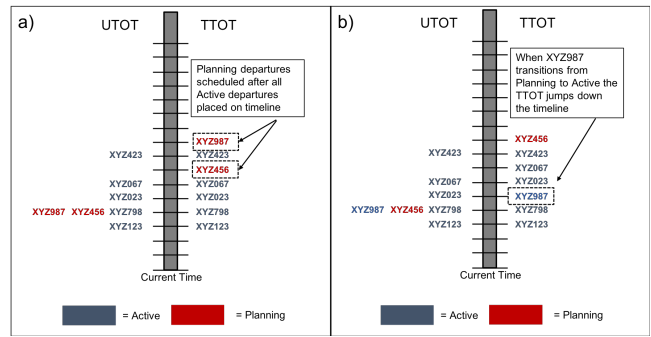 a)
UTOT TTOT
Planning departures
scheduled after all
Active departures
placed on timeline
XYZ987
XYZ423 XYZ423
XYZ456
XYZ067 XYZ067
XYZ023 XYZ023
XYZ987 XYZ456 XYZ798 XYZ798
XYZ123 XYZ123
Current Time
= Active = Planning
b)
UTOT TTOT
When XYZ987
transitions from
Planning to Active the
TTOT jumps down
the timeline
XYZ456
XYZ423 XYZ423
XYZ067
XYZ067 XYZ023
XYZ023 XYZ987
XYZ987 XYZ456 XYZ798 XYZ798
XYZ123 XYZ123
Current Time
= Active = Planning